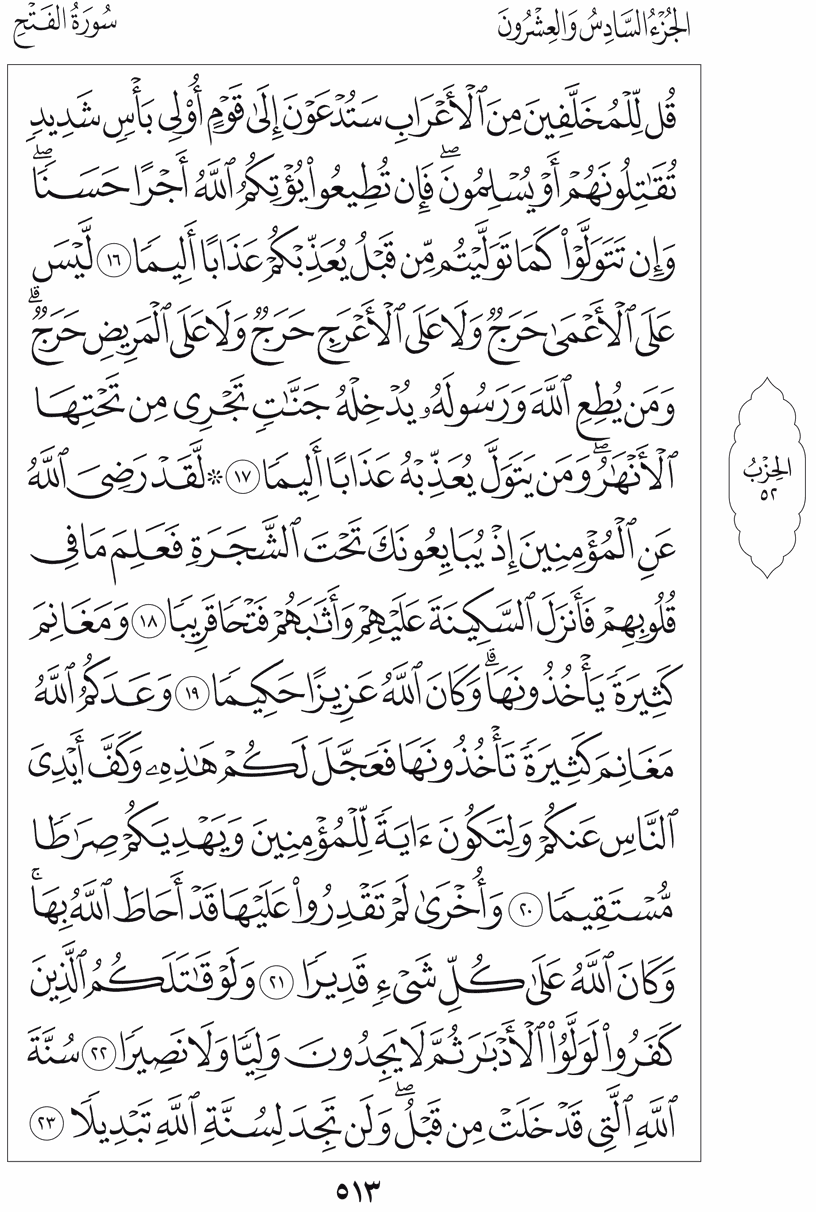 الجُزْءُ السَّادِسُ وَالعِشْرُونَ
سُورَةُ الفَتْحِ
قُل لِّلۡمُخَلَّفِينَ مِنَ ٱلۡأَعۡرَابِ سَتُدۡعَوۡنَ إِلَىٰ قَوۡمٍ أُوْلِي بَأۡسٖ شَدِيدٖ
تُقَٰتِلُونَهُمۡ أَوۡ يُسۡلِمُونَۖ فَإِن تُطِيعُواْ يُؤۡتِكُمُ ٱللَّهُ أَجۡرًا حَسَنٗاۖ
وَإِن تَتَوَلَّوۡاْ كَمَا تَوَلَّيۡتُم مِّن قَبۡلُ يُعَذِّبۡكُمۡ عَذَابًا أَلِيمٗا ١٦ لَّيۡسَ
عَلَى ٱلۡأَعۡمَىٰ حَرَجٞ وَلَا عَلَى ٱلۡأَعۡرَجِ حَرَجٞ وَلَا عَلَى ٱلۡمَرِيضِ حَرَجٞۗ
وَمَن يُطِعِ ٱللَّهَ وَرَسُولَهُۥ يُدۡخِلۡهُ جَنَّٰتٖ تَجۡرِي مِن تَحۡتِهَا
ٱلۡأَنۡهَٰرُۖ وَمَن يَتَوَلَّ يُعَذِّبۡهُ عَذَابًا أَلِيمٗا ١٧ ۞ لَّقَدۡ رَضِيَ ٱللَّهُ
عَنِ ٱلۡمُؤۡمِنِينَ إِذۡ يُبَايِعُونَكَ تَحۡتَ ٱلشَّجَرَةِ فَعَلِمَ مَا فِي
قُلُوبِهِمۡ فَأَنزَلَ ٱلسَّكِينَةَ عَلَيۡهِمۡ وَأَثَٰبَهُمۡ فَتۡحٗا قَرِيبٗا ١٨ وَمَغَانِمَ
كَثِيرَةٗ يَأۡخُذُونَهَاۗ وَكَانَ ٱللَّهُ عَزِيزًا حَكِيمٗا ١٩ وَعَدَكُمُ ٱللَّهُ
مَغَانِمَ كَثِيرَةٗ تَأۡخُذُونَهَا فَعَجَّلَ لَكُمۡ هَٰذِهِۦ وَكَفَّ أَيۡدِيَ
ٱلنَّاسِ عَنكُمۡ وَلِتَكُونَ ءَايَةٗ لِّلۡمُؤۡمِنِينَ وَيَهۡدِيَكُمۡ صِرَٰطٗا
مُّسۡتَقِيمٗا ٢٠ وَأُخۡرَىٰ لَمۡ تَقۡدِرُواْ عَلَيۡهَا قَدۡ أَحَاطَ ٱللَّهُ بِهَاۚ
وَكَانَ ٱللَّهُ عَلَىٰ كُلِّ شَيۡءٖ قَدِيرٗا ٢١ وَلَوۡ قَٰتَلَكُمُ ٱلَّذِينَ
كَفَرُواْ لَوَلَّوُاْ ٱلۡأَدۡبَٰرَ ثُمَّ لَا يَجِدُونَ وَلِيّٗا وَلَا نَصِيرٗا ٢٢ سُنَّةَ
ٱللَّهِ ٱلَّتِي قَدۡ خَلَتۡ مِن قَبۡلُۖ وَلَن تَجِدَ لِسُنَّةِ ٱللَّهِ تَبۡدِيلٗا ٢٣
الحِزْبُ
٥٢
٥١٣